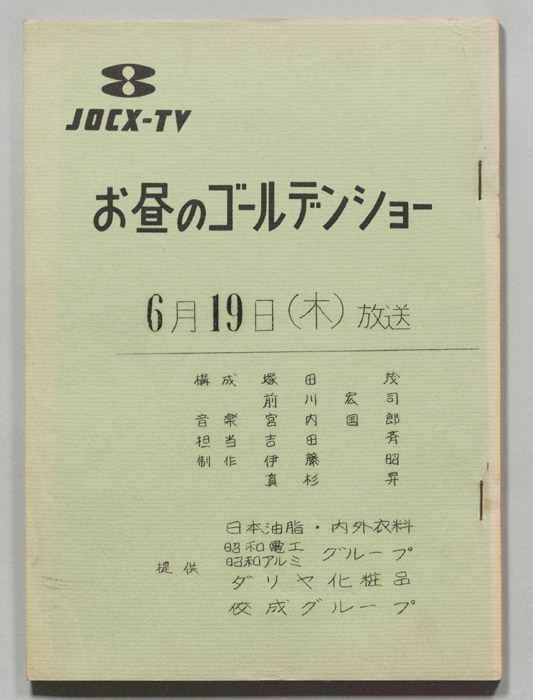 JOCX-TV
お昼のゴールデンショー
6月19日(木)放送
構成 塚田 茂
前川宏司
音楽 宮内国郎
担当 吉田 斉
制作 伊藤 昭
真杉 昇
日本油脂・内外衣料
昭和電工
昭和アルミ グループ
提供
ダリヤ化粧品
佼成グループ